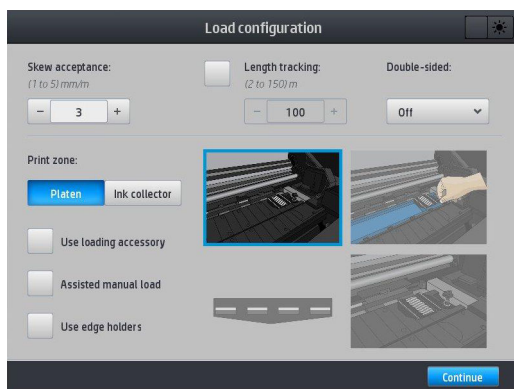 Load configuration
Skew acceptance:
(1 to 5) mm/m
- 3 +
Length tracking:
(2 to 150) m
- 100 +
Double-sided:
Off
Print zone:
Platen
Ink collector
Use loading accessory
Assisted manual load
Use edge holders
Continue